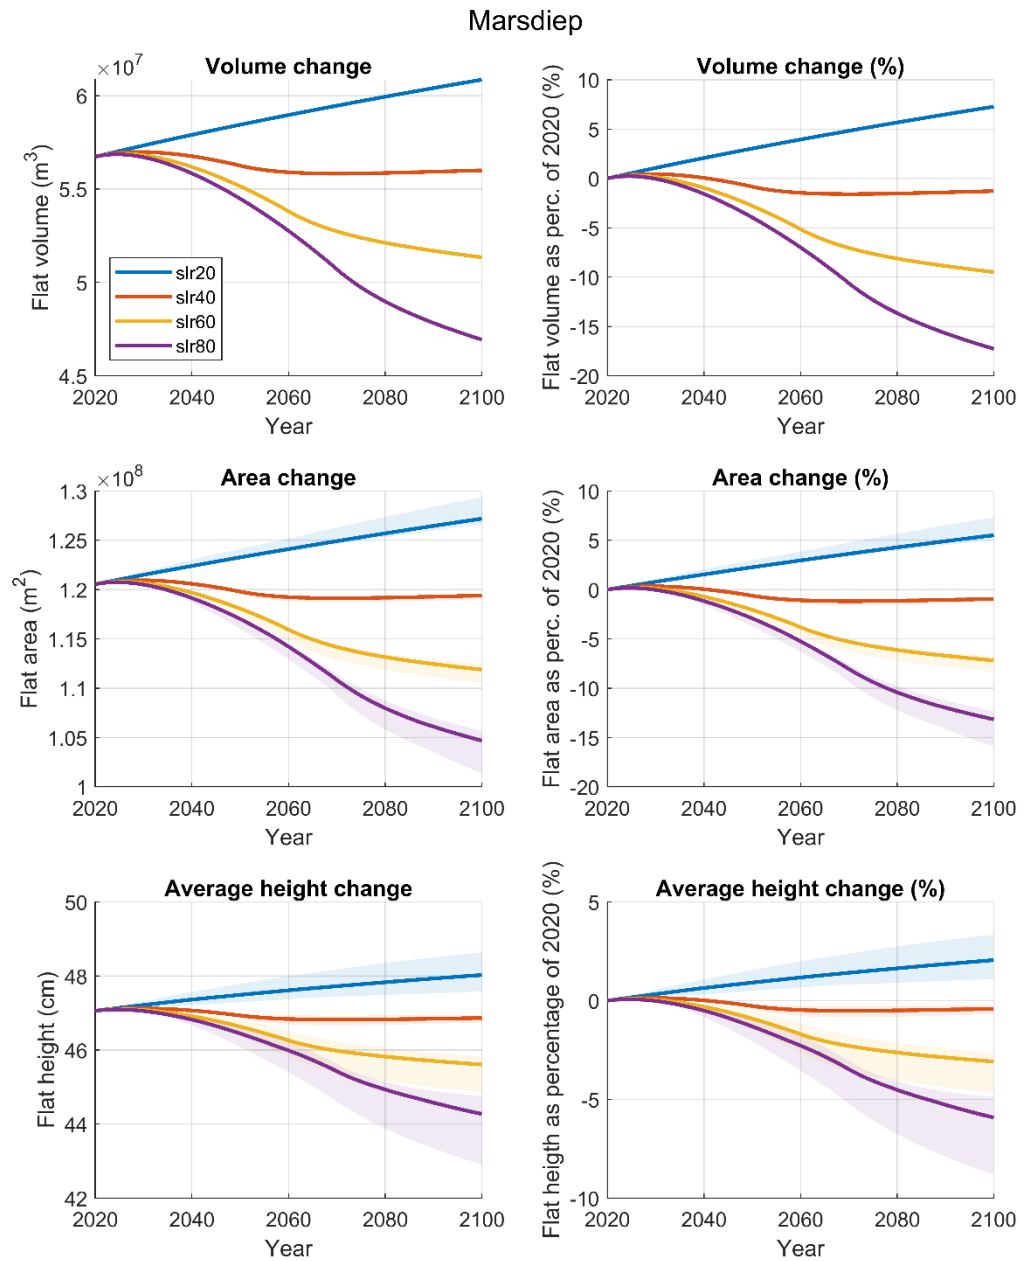 Marsdiep
Volume change
×10^7
Flat volume (m^3)
6
5.5
5
4.5
slr20
slr40
slr60
slr80
2020 2040 2060 2080 2100
Year
Volume change (%)
Flat volume as perc. of 2020 (%)
10
5
0
-5
-10
-15
-20
2020 2040 2060 2080 2100
Year
Area change
×10^8
Flat area (m^2)
1.3
1.25
1.2
1.15
1.1
1.05
1
2020 2040 2060 2080 2100
Year
Area change (%)
Flat area as perc. of 2020 (%)
10
5
0
-5
-10
-15
-20
2020 2040 2060 2080 2100
Year
Average height change
Flat height (cm)
50
48
46
44
42
2020 2040 2060 2080 2100
Year
Average height change (%)
Flat heigth as percentage of 2020 (%)
5
0
-5
-10
2020 2040 2060 2080 2100
Year